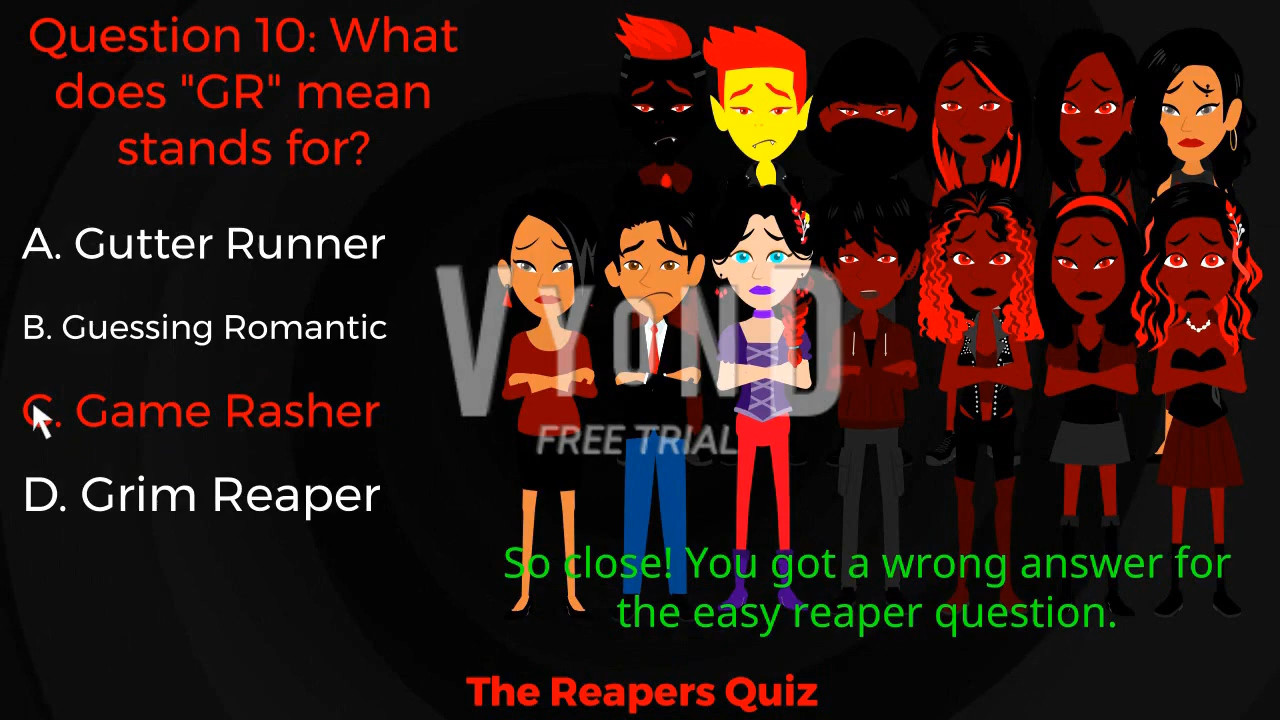 Question 10: What
does "GR" mean
stands for?
A. Gutter Runner
B. Guessing Romantic
C. Game Rasher
D. Grim Reaper
VYOND
FREE TRIAL
So close! You got a wrong answer for
the easy reaper question.
The Reapers Quiz